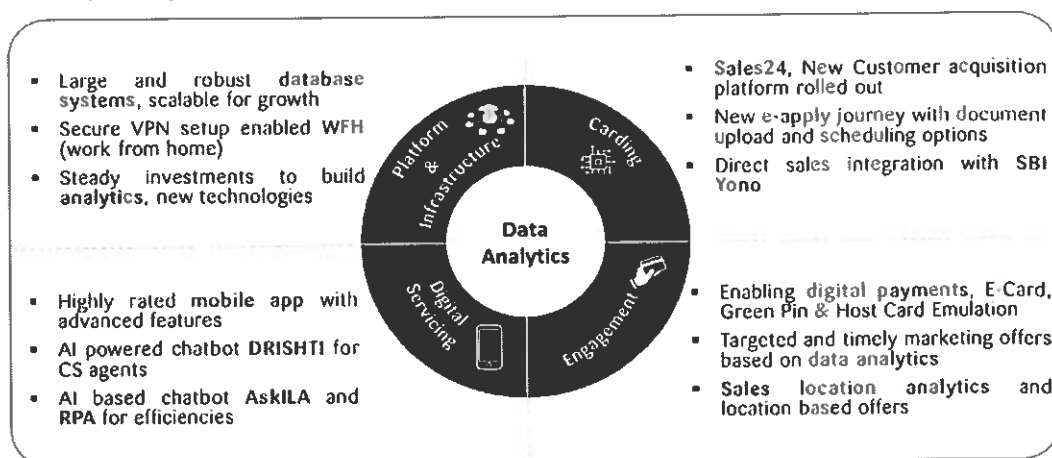 ▪ Large and robust database
systems, scalable for growth
▪ Secure VPN setup enabled WFH
(work from home)
▪ Steady investments to build
analytics, new technologies
Platform
&
Infrastructure
Carding
▪ Sales24, New Customer acquisition
platform rolled out
▪ New e-apply journey with document
upload and scheduling options
▪ Direct sales integration with SBI
Yono
Data
Analytics
▪ Highly rated mobile app with
advanced features
▪ AI powered chatbot DRISHTI for
CS agents
▪ AI based chatbot AskILA and
RPA for efficiencies
Digital
Servicing
Engagement
▪ Enabling digital payments, E-Card,
Green Pin & Host Card Emulation
▪ Targeted and timely marketing offers
based on data analytics
▪ Sales location analytics and
location based offers